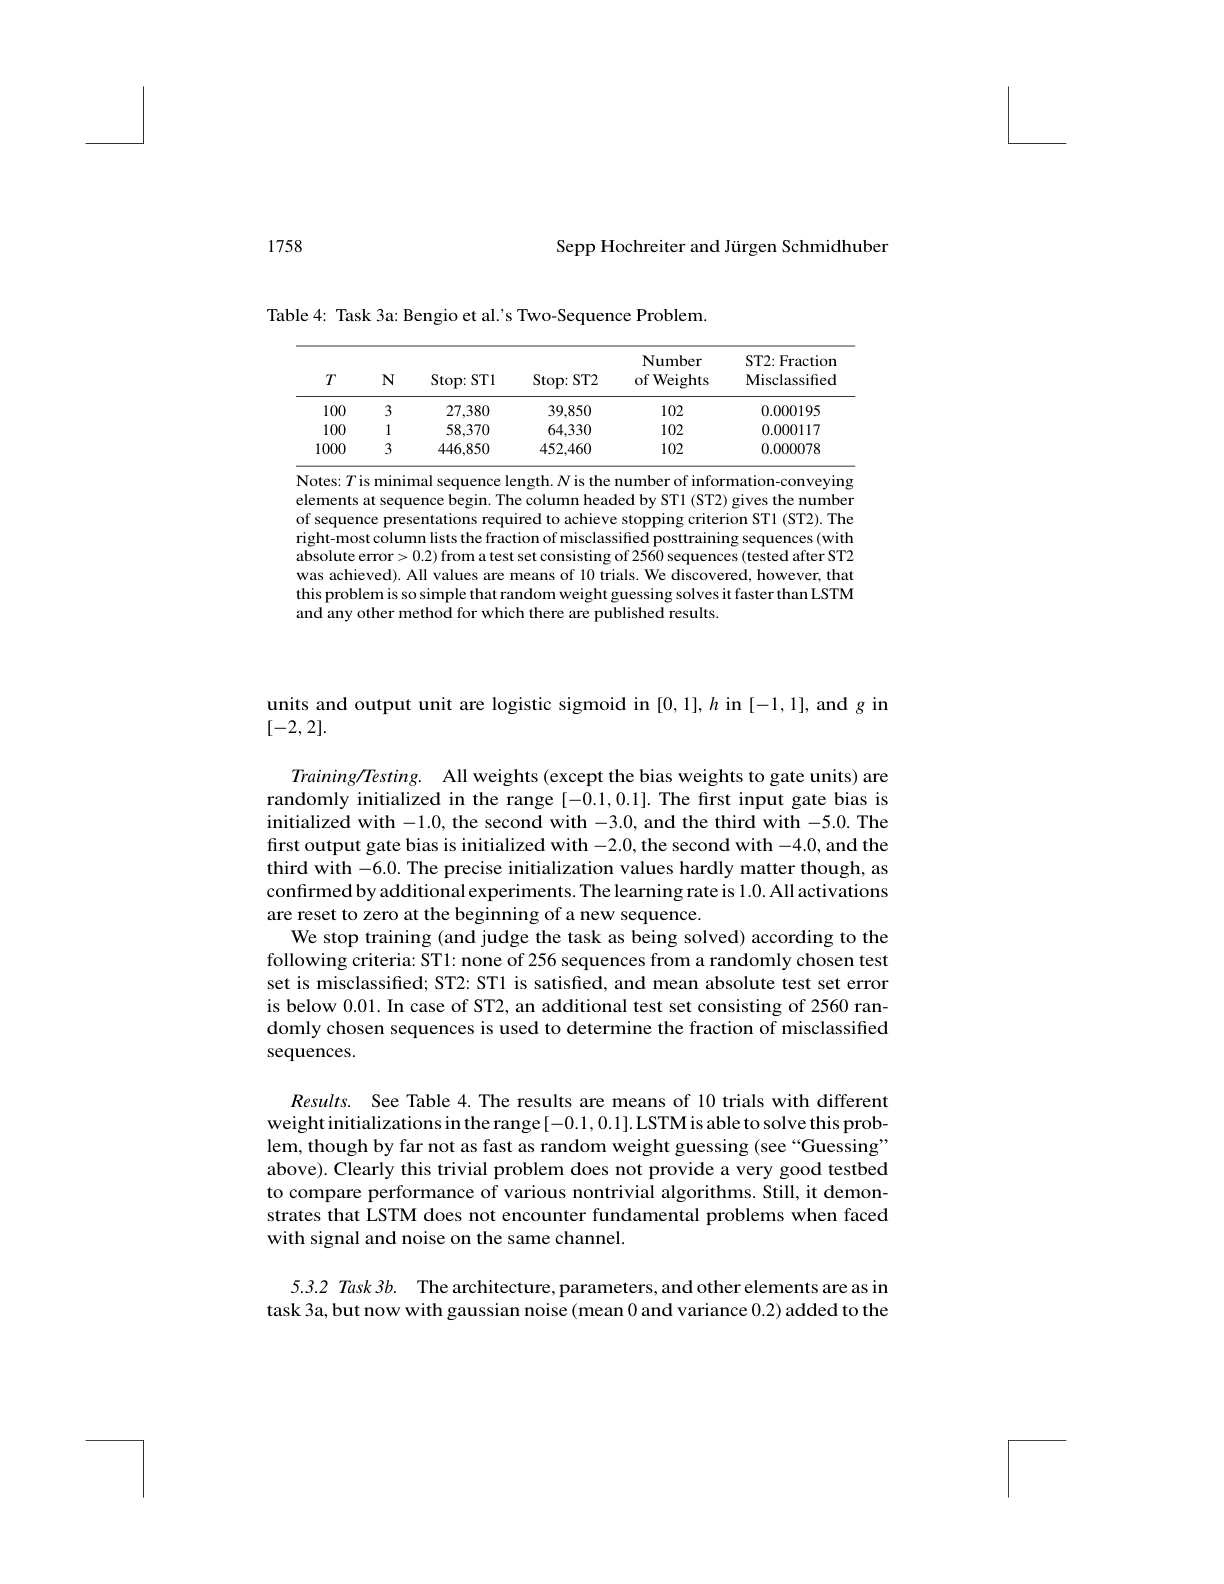 1758
Sepp Hochreiter and Jürgen Schmidhuber
Table 4: Task 3a: Bengio et al.’s Two-Sequence Problem.
Number ST2: Fraction
T N Stop: ST1 Stop: ST2 of Weights Misclassified
100 3 27,380 39,850 102 0.000195
100 1 58,370 64,330 102 0.000117
1000 3 446,850 452,460 102 0.000078
Notes: T is minimal sequence length. N is the number of information-conveying
elements at sequence begin. The column headed by ST1 (ST2) gives the number
of sequence presentations required to achieve stopping criterion ST1 (ST2). The
right-most column lists the fraction of misclassified posttraining sequences (with
absolute error > 0.2) from a test set consisting of 2560 sequences (tested after ST2
was achieved). All values are means of 10 trials. We discovered, however, that
this problem is so simple that random weight guessing solves it faster than LSTM
and any other method for which there are published results.
units and output unit are logistic sigmoid in [0, 1], h in [−1, 1], and g in
[−2, 2].
Training/Testing. All weights (except the bias weights to gate units) are
randomly initialized in the range [−0.1, 0.1]. The first input gate bias is
initialized with −1.0, the second with −3.0, and the third with −5.0. The
first output gate bias is initialized with −2.0, the second with −4.0, and the
third with −6.0. The precise initialization values hardly matter though, as
confirmed by additional experiments. The learning rate is 1.0. All activations
are reset to zero at the beginning of a new sequence.
We stop training (and judge the task as being solved) according to the
following criteria: ST1: none of 256 sequences from a randomly chosen test
set is misclassified; ST2: ST1 is satisfied, and mean absolute test set error
is below 0.01. In case of ST2, an additional test set consisting of 2560 ran-
domly chosen sequences is used to determine the fraction of misclassified
sequences.
Results. See Table 4. The results are means of 10 trials with different
weight initializations in the range [−0.1, 0.1]. LSTM is able to solve this prob-
lem, though by far not as fast as random weight guessing (see “Guessing”
above). Clearly this trivial problem does not provide a very good testbed
to compare performance of various nontrivial algorithms. Still, it demon-
strates that LSTM does not encounter fundamental problems when faced
with signal and noise on the same channel.
5.3.2 Task 3b. The architecture, parameters, and other elements are as in
task 3a, but now with gaussian noise (mean 0 and variance 0.2) added to the